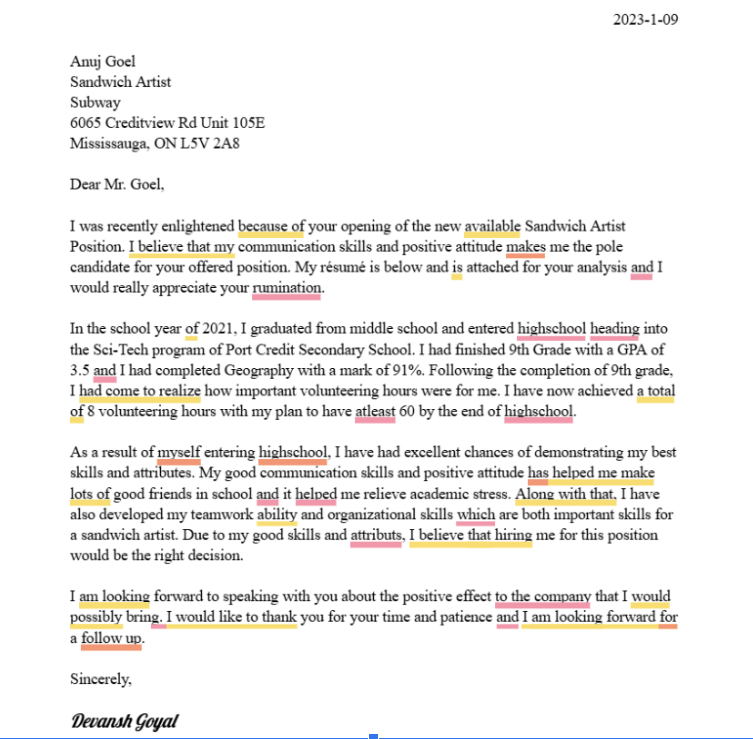 2023-1-09
Anuj Goel
Sandwich Artist
Subway
6065 Creditview Rd Unit 105E
Mississauga, ON L5V 2A8
Dear Mr. Goel,
I was recently enlightened because of your opening of the new available Sandwich Artist
Position. I believe that my communication skills and positive attitude makes me the pole
candidate for your offered position. My résumé is below and is attached for your analysis and I
would really appreciate your rumination.
In the school year of 2021, I graduated from middle school and entered highschool heading into
the Sci-Tech program of Port Credit Secondary School. I had finished 9th Grade with a GPA of
3.5 and I had completed Geography with a mark of 91%. Following the completion of 9th grade,
I had come to realize how important volunteering hours were for me. I have now achieved a total
of 8 volunteering hours with my plan to have atleast 60 by the end of highschool.
As a result of myself entering highschool, I have had excellent chances of demonstrating my best
skills and attributes. My good communication skills and positive attitude has helped me make
lots of good friends in school and it helped me relieve academic stress. Along with that, I have
also developed my teamwork ability and organizational skills which are both important skills for
a sandwich artist. Due to my good skills and attributs, I believe that hiring me for this position
would be the right decision.
I am looking forward to speaking with you about the positive effect to the company that I would
possibly bring. I would like to thank you for your time and patience and I am looking forward for
a follow up.
Sincerely,
Devansh Goyal